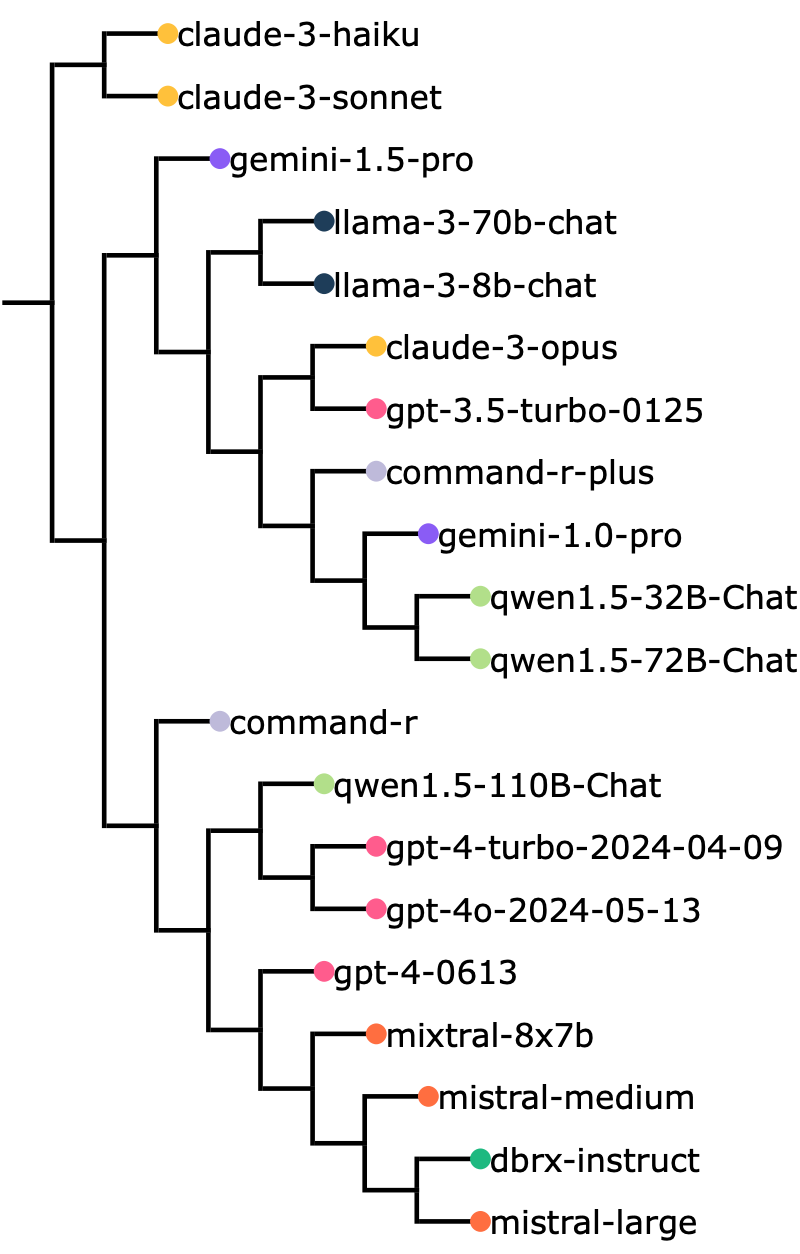 claude-3-haiku
claude-3-sonnet
gemini-1.5-pro
llama-3-70b-chat
llama-3-8b-chat
claude-3-opus
gpt-3.5-turbo-0125
command-r-plus
gemini-1.0-pro
qwen1.5-32B-Chat
qwen1.5-72B-Chat
command-r
qwen1.5-110B-Chat
gpt-4-turbo-2024-04-09
gpt-4o-2024-05-13
gpt-4-0613
mixtral-8x7b
mistral-medium
dbrx-instruct
mistral-large